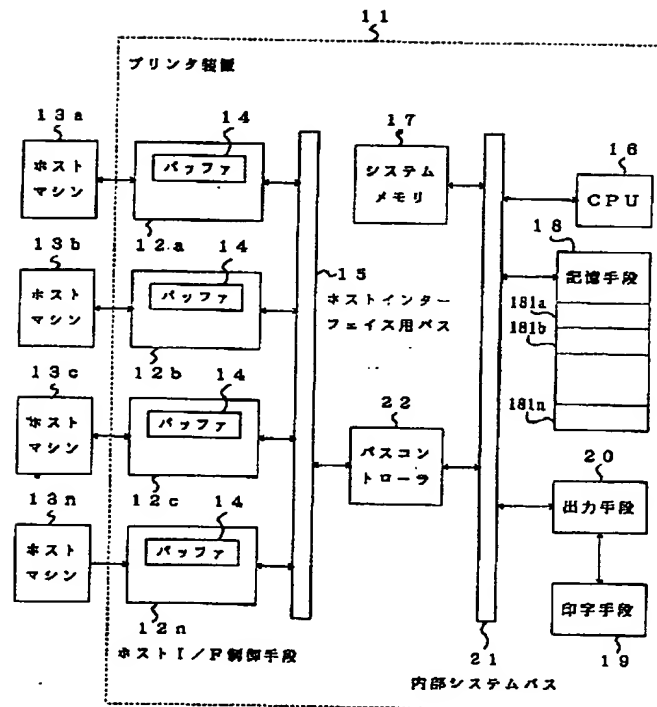 11
プリンタ装置
13a
14
17
16
ホスト
マシン
バッファ
システム
メモリ
CPU
12a
18
13b
14
15
記憶手段
ホスト
マシン
バッファ
ホストインター
フェイス用バス
181a
181b
12b
13c
14
22
181n
ホスト
マシン
バッファ
バスコン
トローラ
20
12c
出力手段
13n
14
ホスト
マシン
バッファ
印字手段
12n
21
19
ホストI/F制御手段
内部システムバス